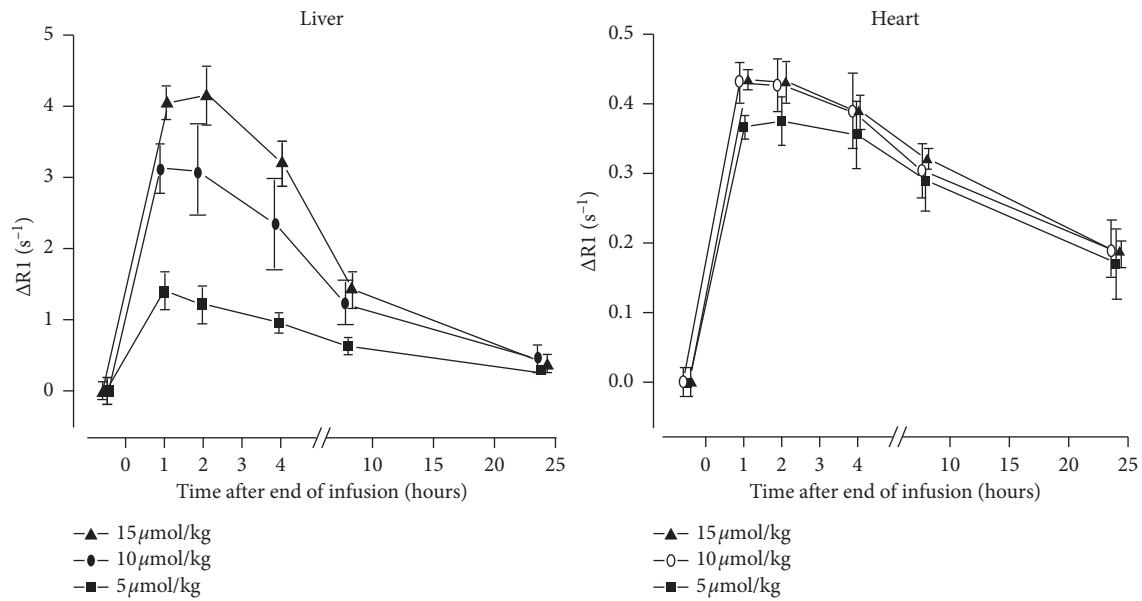 Liver
5
4
3
2
1
0
ΔR1 (s⁻¹)
0 1 2 3 4 10 15 20 25
Time after end of infusion (hours)
15 μmol/kg
10 μmol/kg
5 μmol/kg
Heart
0.5
0.4
0.3
0.2
0.1
0.0
ΔR1 (s⁻¹)
0 1 2 3 4 10 15 20 25
Time after end of infusion (hours)
15 μmol/kg
10 μmol/kg
5 μmol/kg